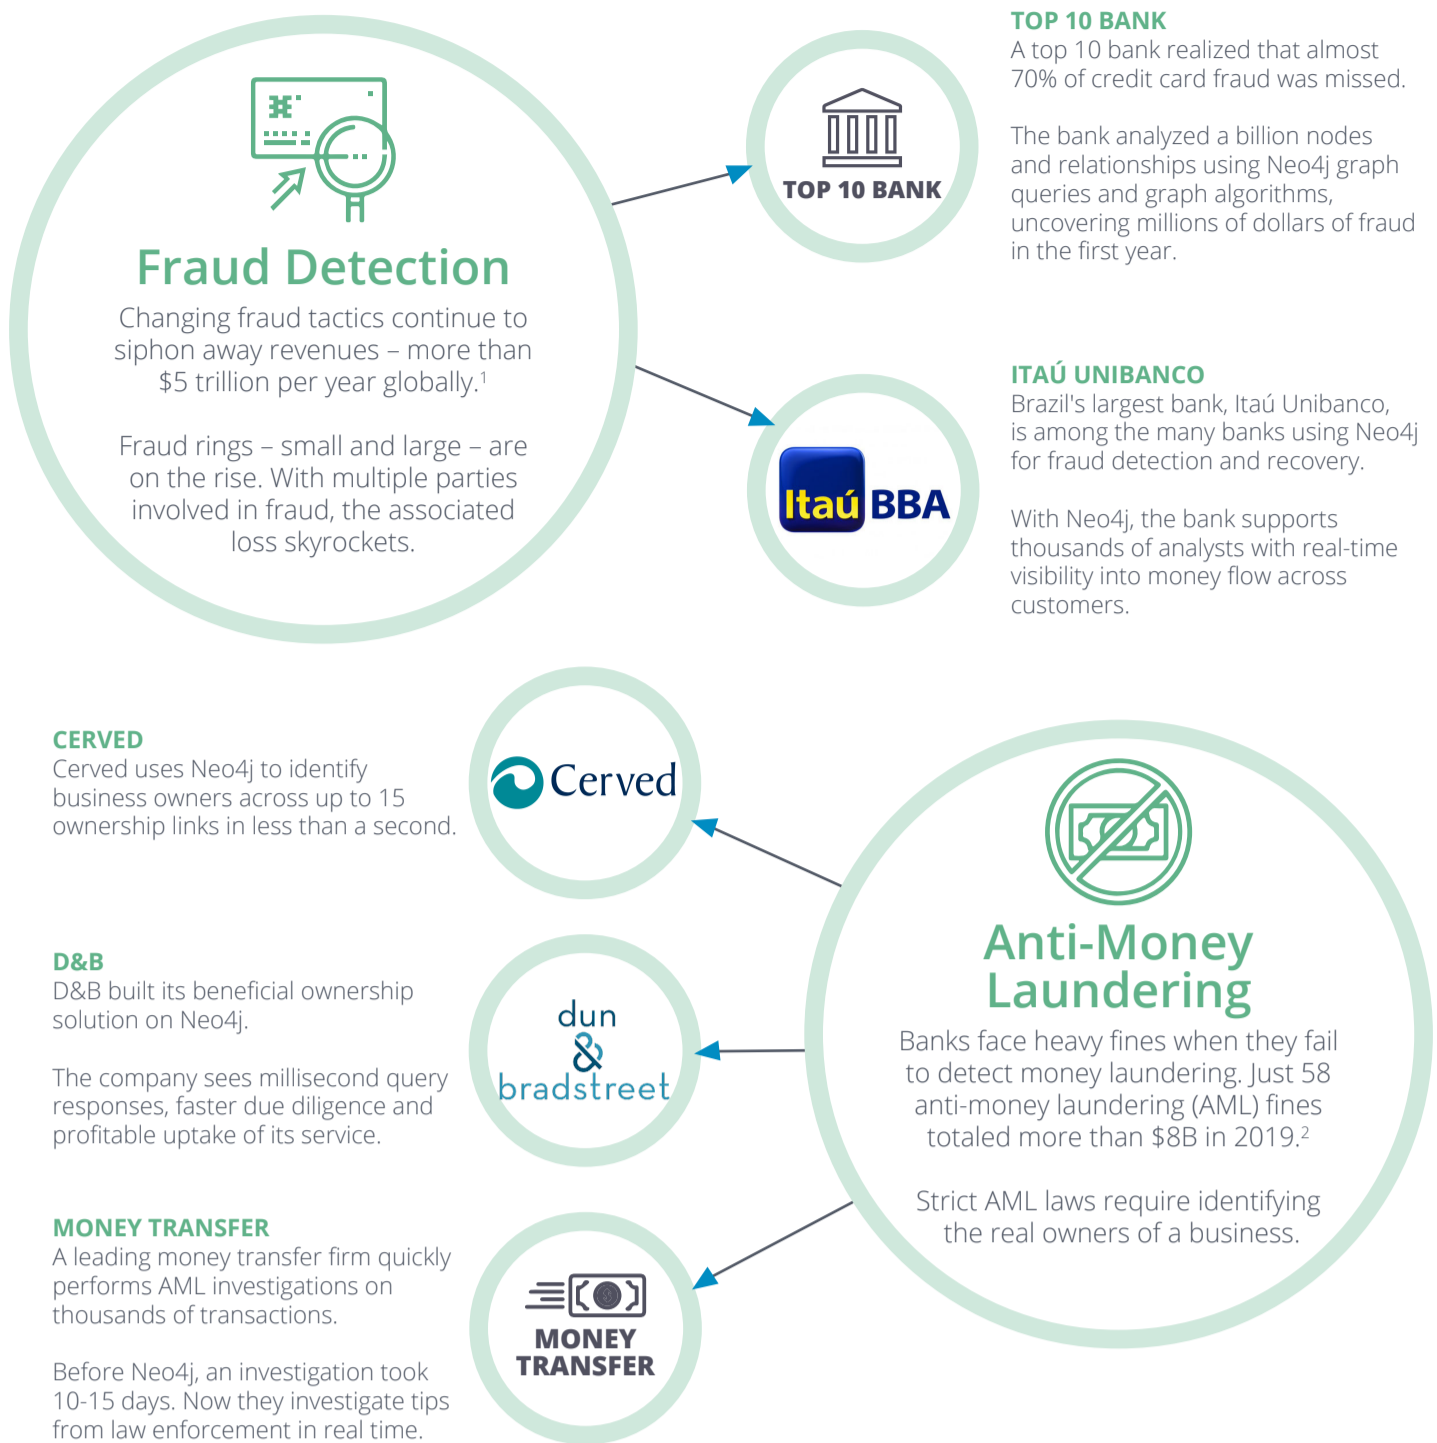 Fraud Detection
Changing fraud tactics continue to
siphon away revenues – more than
$5 trillion per year globally.1
Fraud rings – small and large – are
on the rise. With multiple parties
involved in fraud, the associated
loss skyrockets.
TOP 10 BANK
TOP 10 BANK
A top 10 bank realized that almost
70% of credit card fraud was missed.
The bank analyzed a billion nodes
and relationships using Neo4j graph
queries and graph algorithms,
uncovering millions of dollars of fraud
in the first year.
Itaú BBA
ITAÚ UNIBANCO
Brazil's largest bank, Itaú Unibanco,
is among the many banks using Neo4j
for fraud detection and recovery.
With Neo4j, the bank supports
thousands of analysts with real-time
visibility into money flow across
customers.
CERVED
Cerved uses Neo4j to identify
business owners across up to 15
ownership links in less than a second.
Cerved
D&B
D&B built its beneficial ownership
solution on Neo4j.
The company sees millisecond query
responses, faster due diligence and
profitable uptake of its service.
dun
&
bradstreet
MONEY TRANSFER
A leading money transfer firm quickly
performs AML investigations on
thousands of transactions.
Before Neo4j, an investigation took
10-15 days. Now they investigate tips
from law enforcement in real time.
MONEY
TRANSFER
Anti-Money
Laundering
Banks face heavy fines when they fail
to detect money laundering. Just 58
anti-money laundering (AML) fines
totaled more than $8B in 2019.2
Strict AML laws require identifying
the real owners of a business.